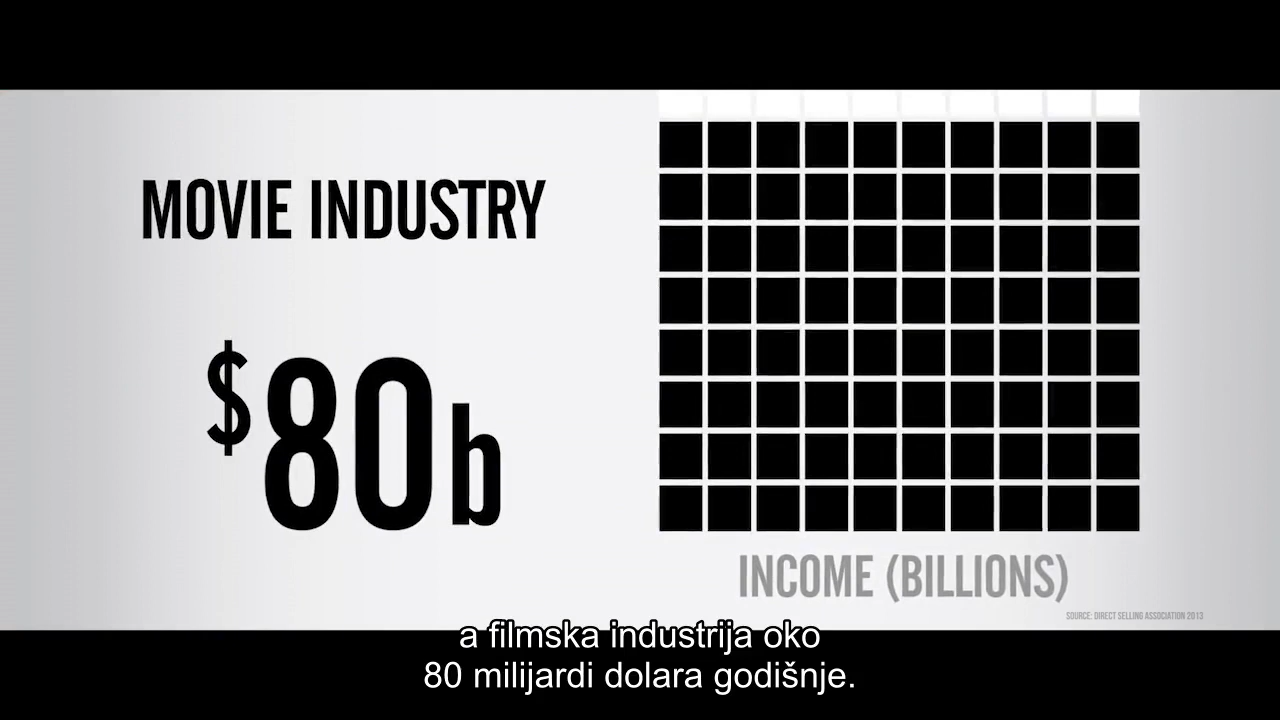 MOVIE INDUSTRY
$80b
INCOME (BILLIONS)
SOURCE: DIRECT SELLING ASSOCIATION 2013
a filmska industrija oko
80 milijardi dolara godišnje.